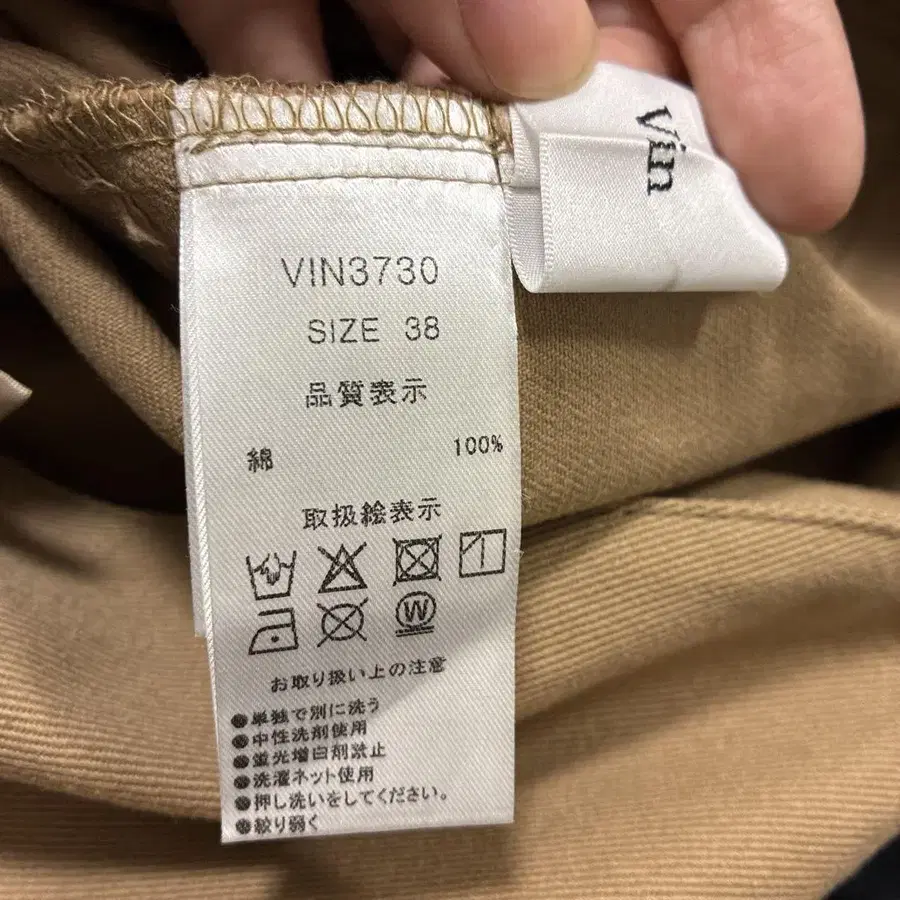 Vin
VIN3730
SIZE 38
品質表示
綿 100%
取扱絵表示
W
お取り扱い上の注意
●単独で別に洗う
●中性洗剤使用
●蛍光増白剤禁止
●洗濯ネット使用
●押し洗いをしてください。
●絞り弱く